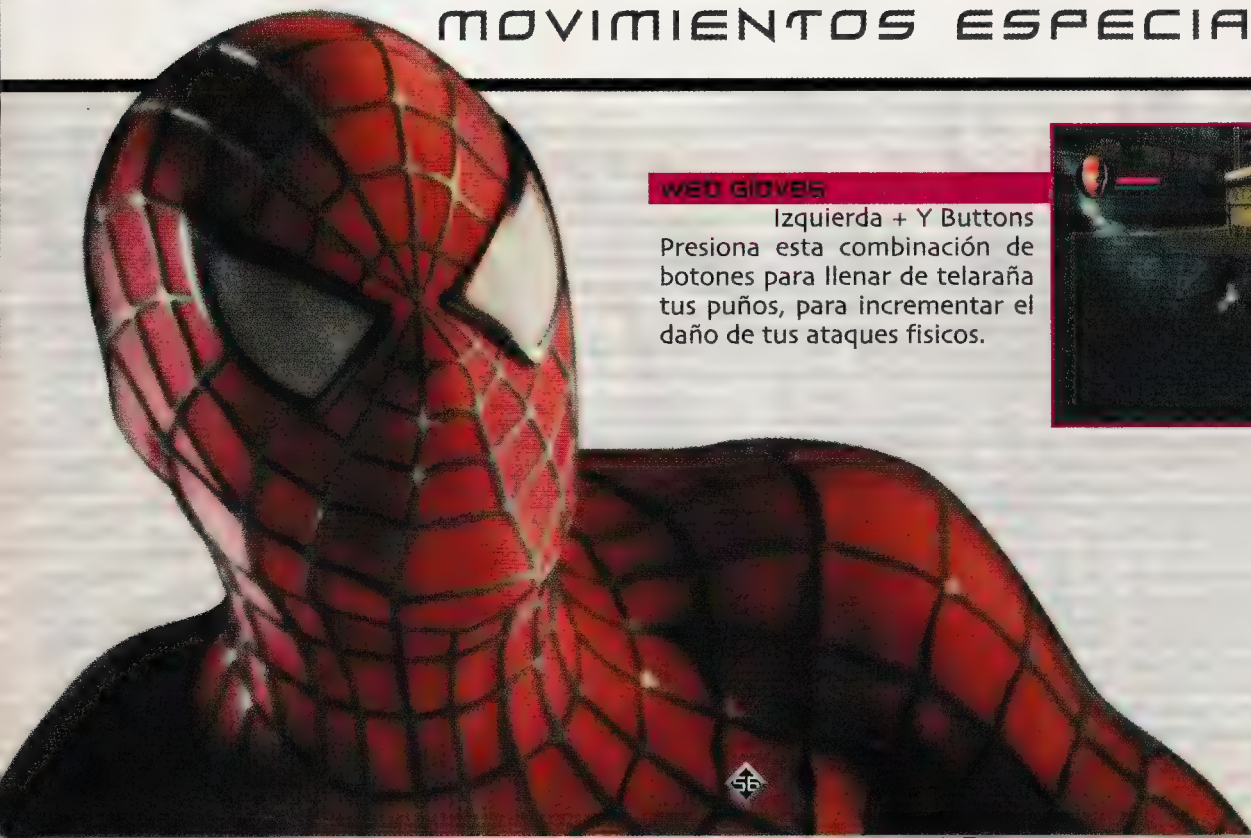 MOVIMIENTOS ESPECIA
WEB GLOVES
Izquierda + Y Buttons
Presiona esta combinación de
botones para llenar de telaraña
tus puños, para incrementar el
daño de tus ataques fisicos.
56